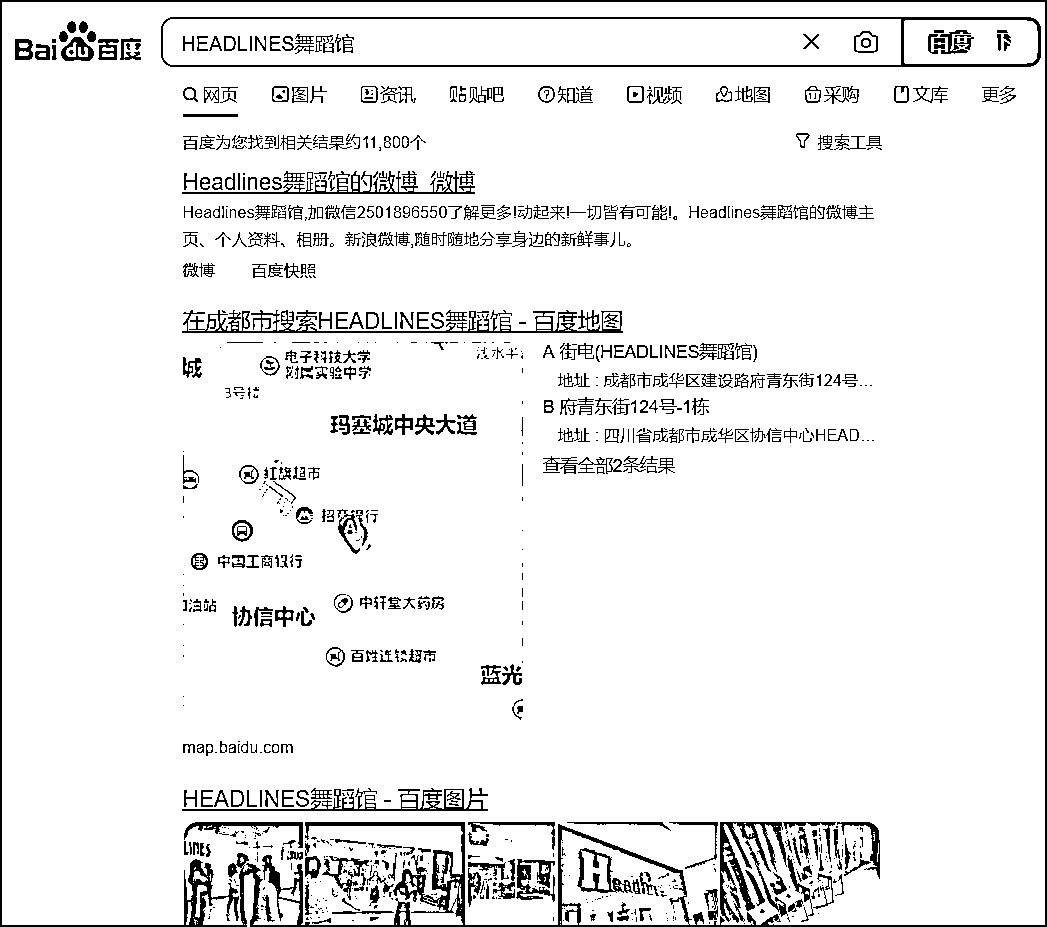 Bai du 百度
HEADLINES舞蹈馆
百度一下
网页 图片 资讯 贴吧 知道 视频 地图 采购 文库 更多
百度为您找到相关结果约11,800个
搜索工具
Headlines舞蹈馆的微博_微博
Headlines舞蹈馆,加微信2501896550了解更多!动起来!一切皆有可能!。Headlines舞蹈馆的微博主
页、个人资料、相册。新浪微博,随时随地分享身边的新鲜事儿。
微博 百度快照
在成都市搜索HEADLINES舞蹈馆 - 百度地图
A 街电(HEADLINES舞蹈馆)
地址 : 成都市成华区建设路府青东街124号...
B 府青东街124号-1栋
地址 : 四川省成都市成华区协信中心HEAD...
查看全部2条结果
城
电子科技大学
附属实验中学
浅水半
3号楼
玛塞城中央大道
红旗超市
招商银行
A
中国工商银行
加油站
协信中心
中轩堂大药房
百姓连锁超市
蓝光
map.baidu.com
HEADLINES舞蹈馆 - 百度图片
LINES
Headlin